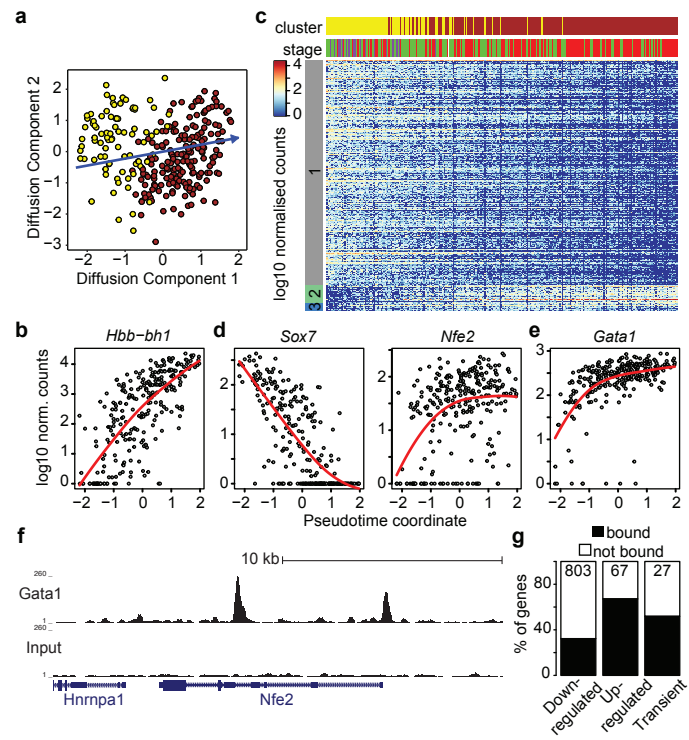 a
Diffusion Component 2
2
1
0
−1
−2
−3
−2
−1
0
1
2
Diffusion Component 1
c
cluster
stage
4
2
0
log10 normalised counts
1
2
3
b
Hbb−bh1
log10 norm. counts
4
3
2
1
0
−2
−1
0
1
2
d
Sox7
2
1
0
−2
−1
0
1
2
Nfe2
2
1
0
−2
−1
0
1
2
e
Gata1
3
2
1
0
−2
−1
0
1
2
Pseudotime coordinate
f
10 kb
260
Gata1
1
260
Input
1
Hnrnpa1
Nfe2
g
bound
not bound
% of genes
80
40
0
803
67
27
Down-
regulated
Up-
regulated
Transient